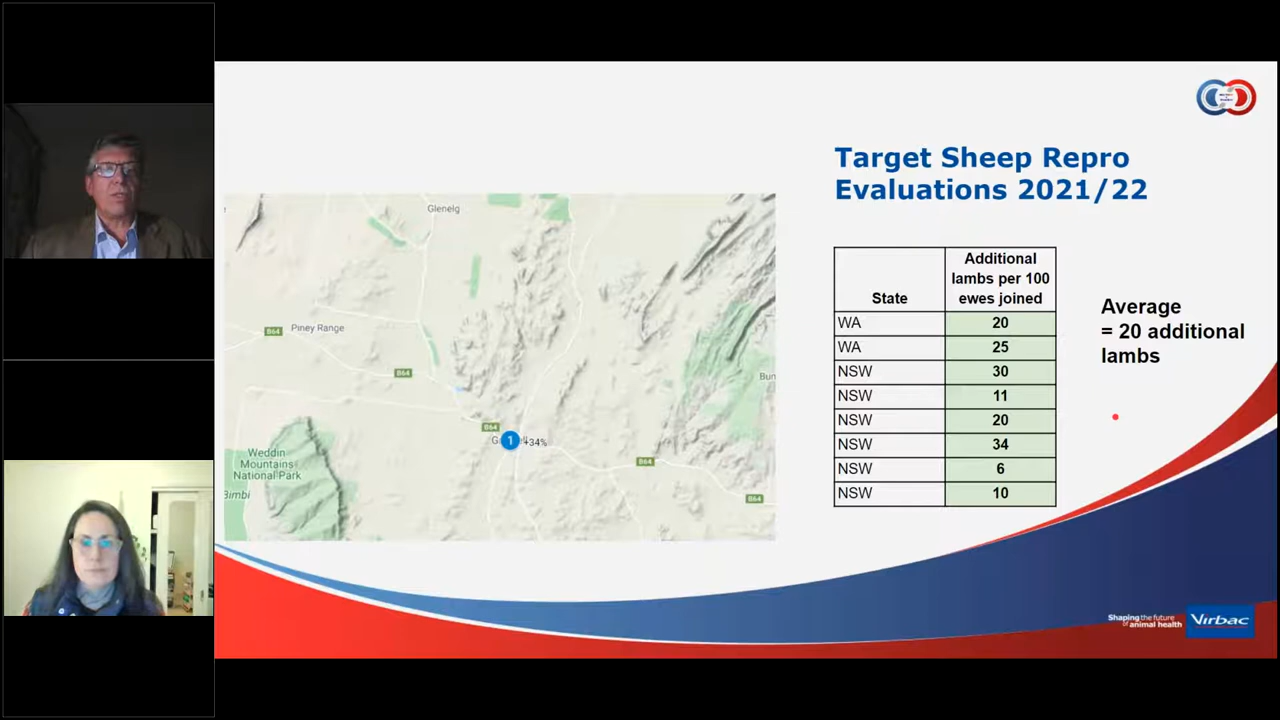 Target Sheep Repro
Evaluations 2021/22
Glenelg
B64
Piney Range
B64
Bun
B64
1
+34%
Weddin
Mountains
National Park
Bimbi
B64
B64
State
Additional
lambs per 100
ewes joined
WA 20
WA 25
NSW 30
NSW 11
NSW 20
NSW 34
NSW 6
NSW 10
Average
= 20 additional
lambs
Shaping the future
of animal health
Virbac